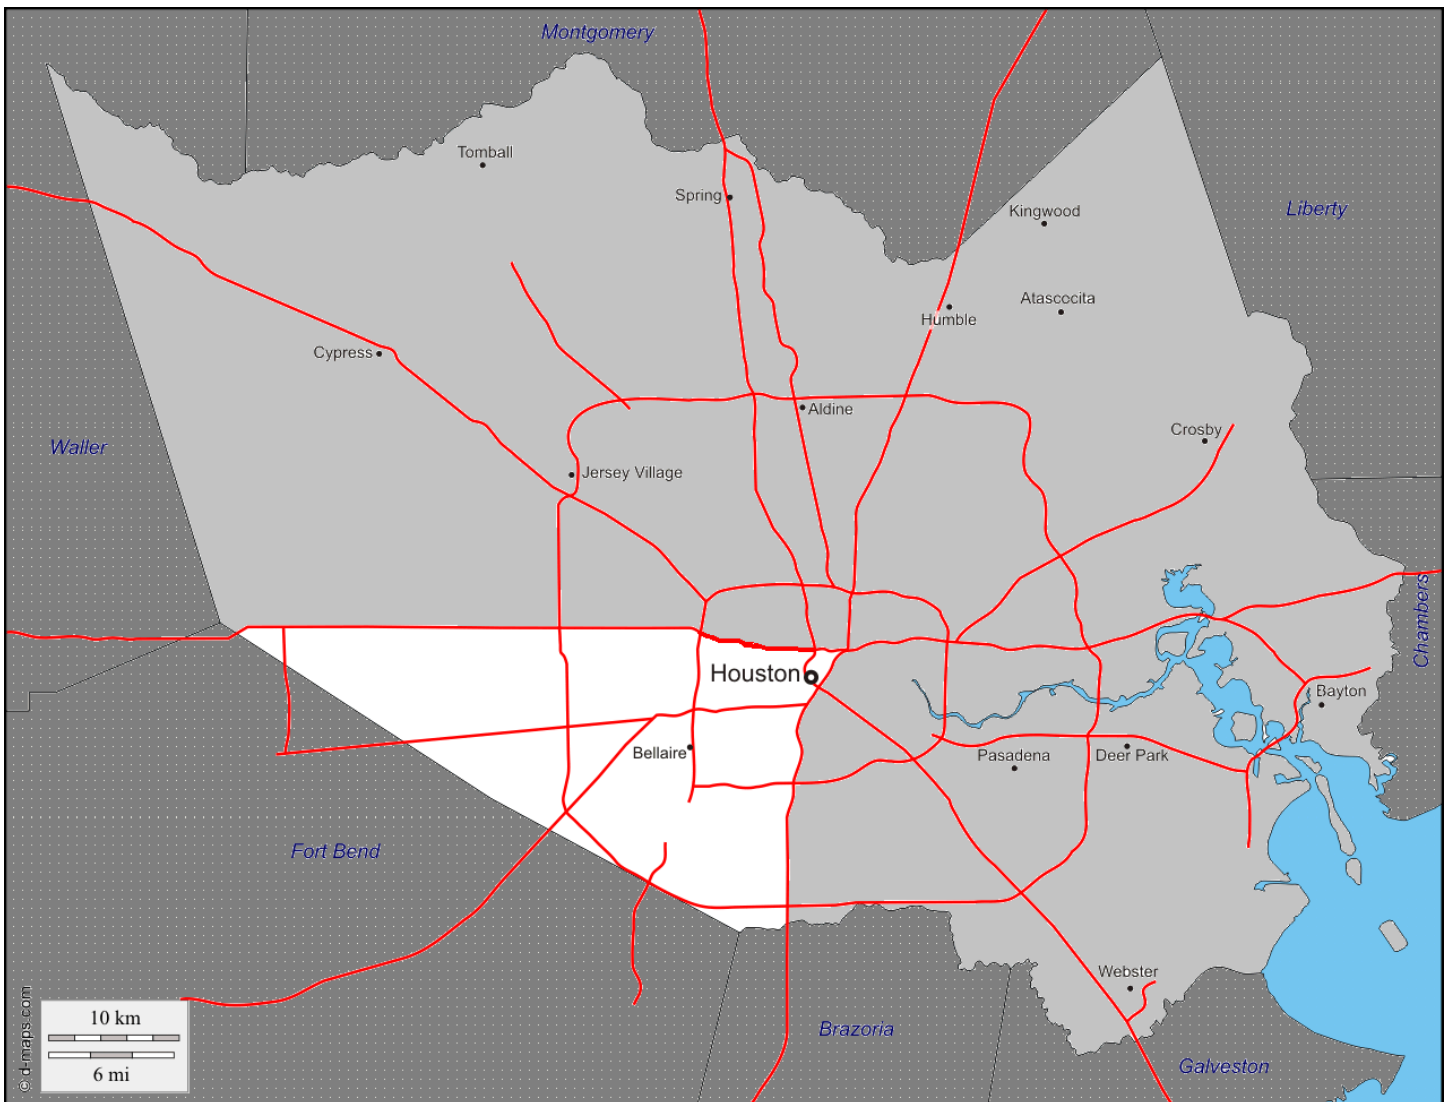 Montgomery
Tomball
Spring
Kingwood
Liberty
Atascocita
Humble
Cypress
Aldine
Crosby
Waller
Jersey Village
Chambers
Houston
Bayton
Bellaire
Pasadena
Deer Park
Fort Bend
Webster
Brazoria
Galveston
10 km
6 mi
© d-maps.com